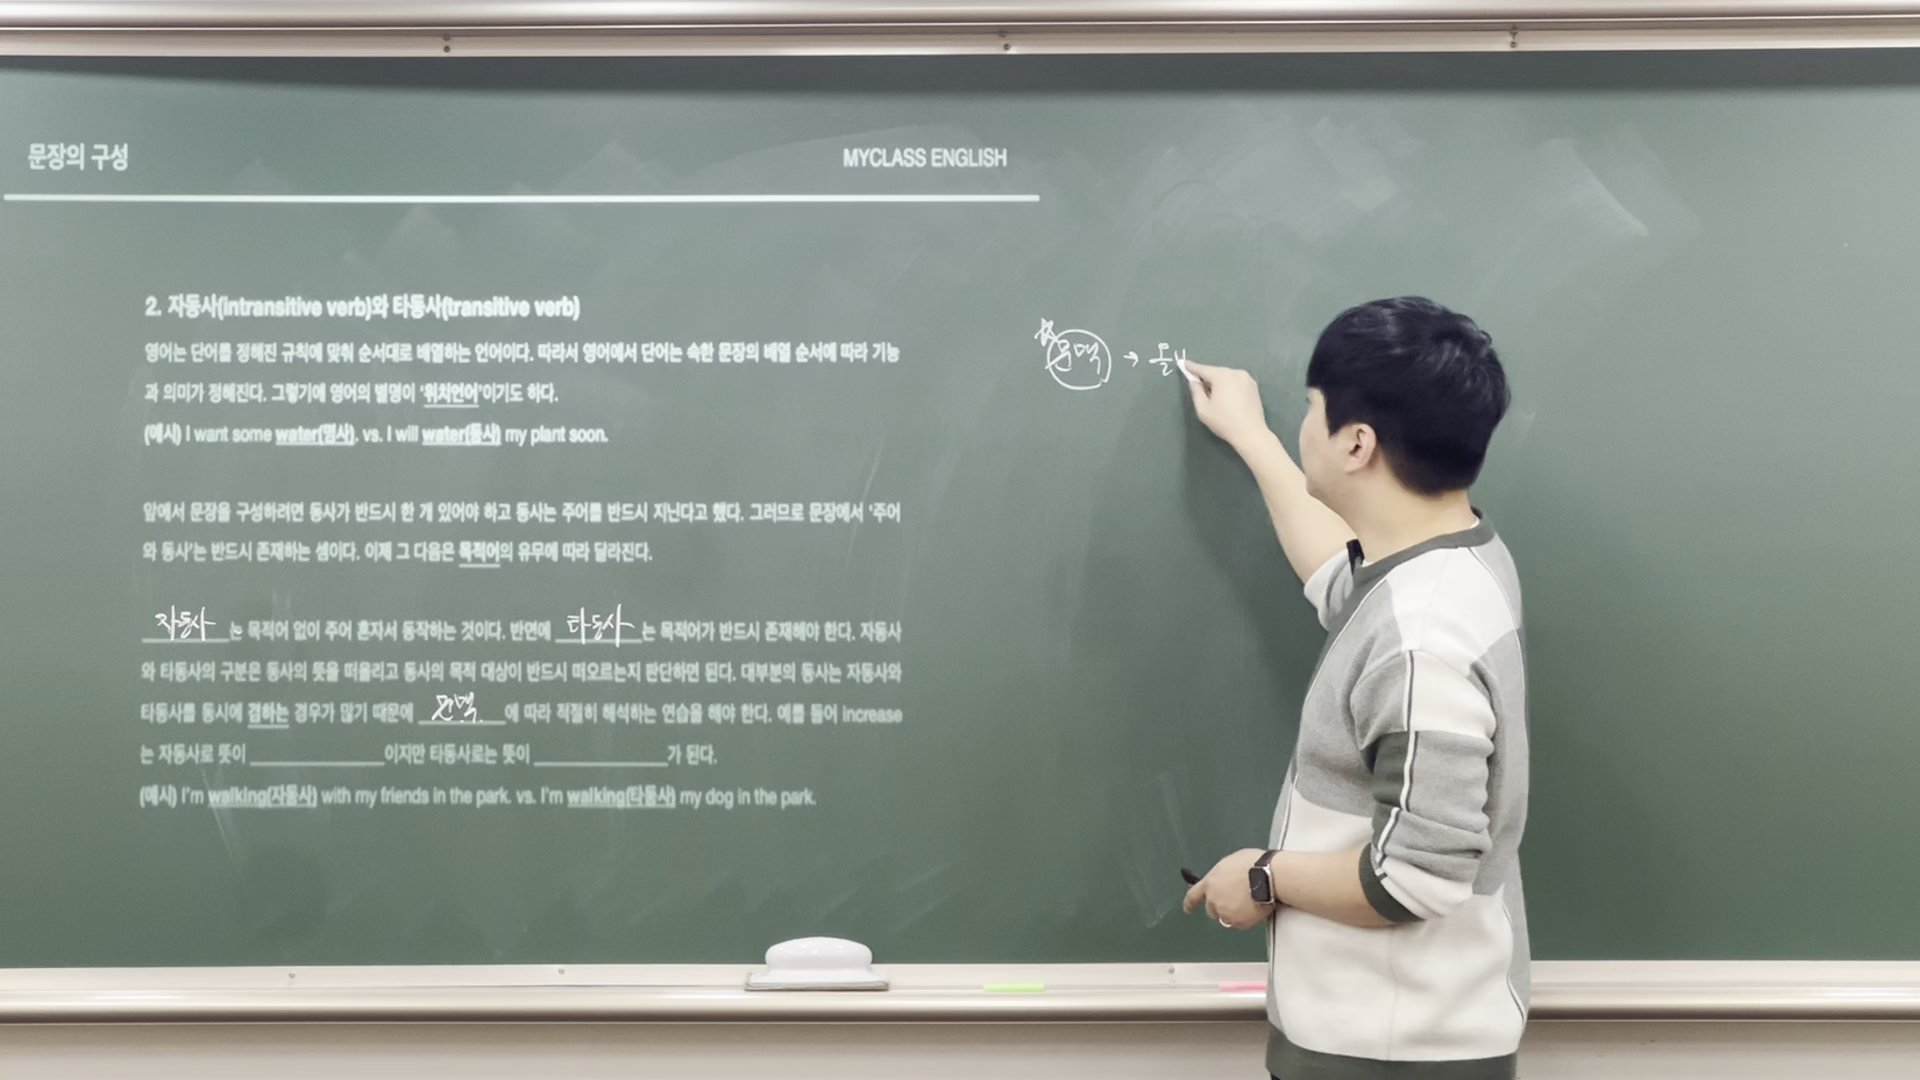 문장의 구성
MYCLASS ENGLISH
2. 자동사(intransitive verb)와 타동사(transitive verb)
영어는 단어를 정해진 규칙에 맞춰 순서대로 배열하는 언어이다. 따라서 영어에서 단어는 속한 문장의 배열 순서에 따라 기능
과 의미가 정해진다. 그렇기에 영어의 별명이 ‘위치언어’이기도 하다.
(예시) I want some water(명사). vs. I will water(동사) my plant soon.
앞에서 문장을 구성하려면 동사가 반드시 한 개 있어야 하고 동사는 주어를 반드시 지닌다고 했다. 그러므로 문장에서 ‘주어
와 동사’는 반드시 존재하는 셈이다. 이제 그 다음은 목적어의 유무에 따라 달라진다.
자동사는 목적어 없이 주어 혼자서 동작하는 것이다. 반면에 타동사는 목적어가 반드시 존재해야 한다. 자동사
와 타동사의 구분은 동사의 뜻을 떠올리고 동사의 목적 대상이 반드시 떠오르는지 판단하면 된다. 대부분의 동사는 자동사와
타동사를 동시에 겸하는 경우가 많기 때문에 문맥에 따라 적절히 해석하는 연습을 해야 한다. 예를 들어 increase
는 자동사로 뜻이 ____________이지만 타동사로는 뜻이 ____________가 된다.
(예시) I'm walking(자동사) with my friends in the park. vs. I'm walking(타동사) my dog in the park.
문맥 →